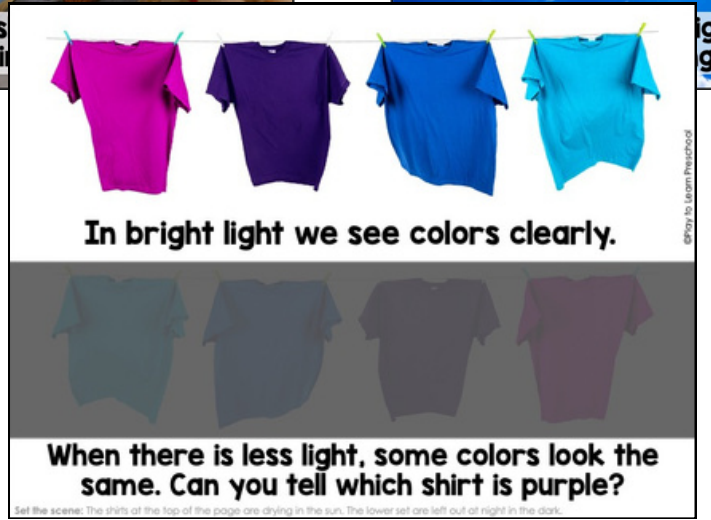 In bright light we see colors clearly.
©Play to Learn Preschool
When there is less light, some colors look the
same. Can you tell which shirt is purple?
Set the scene: The shirts at the top of the page are drying in the sun. The lower set are left out at night in the dark.